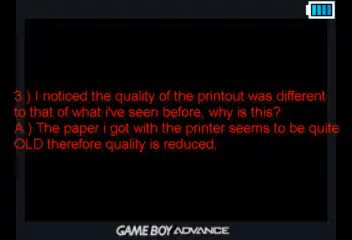 3 ) I noticed the quality of the printout was different
to that of what i've seen before, why is this?
A ) The paper i got with the printer seems to be quite
OLD therefore quality is reduced.
GAME BOY ADVANCE